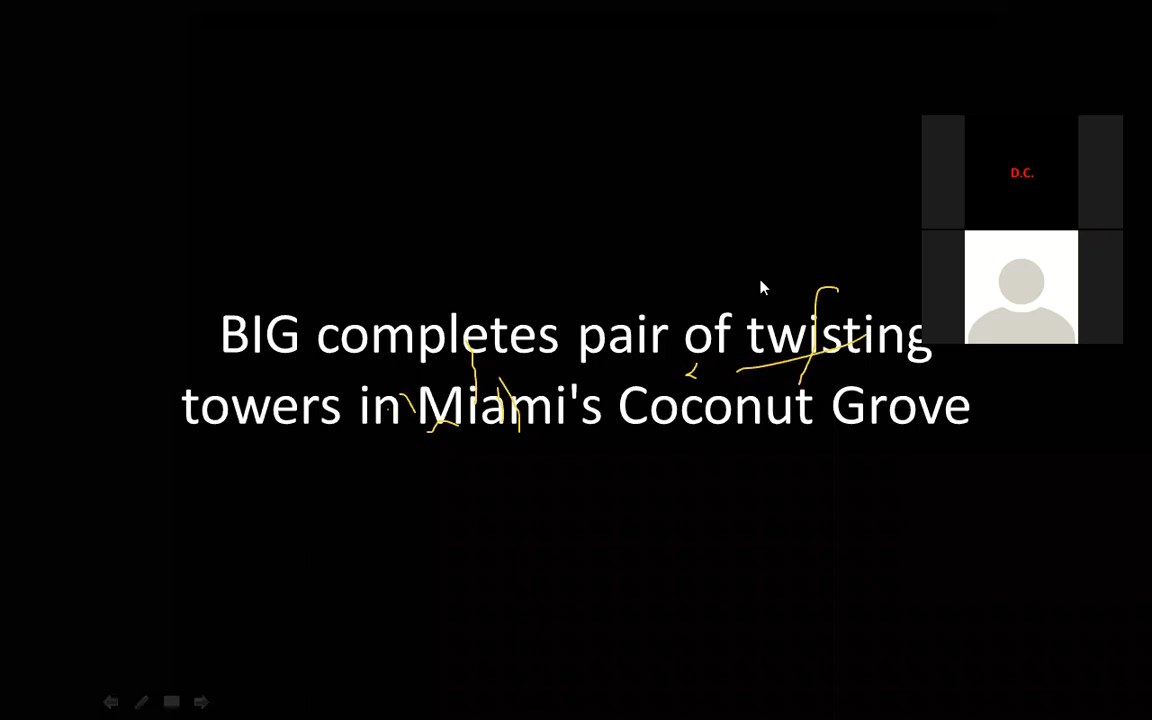 D.C.
BIG completes pair of twisting
towers in Miami's Coconut Grove